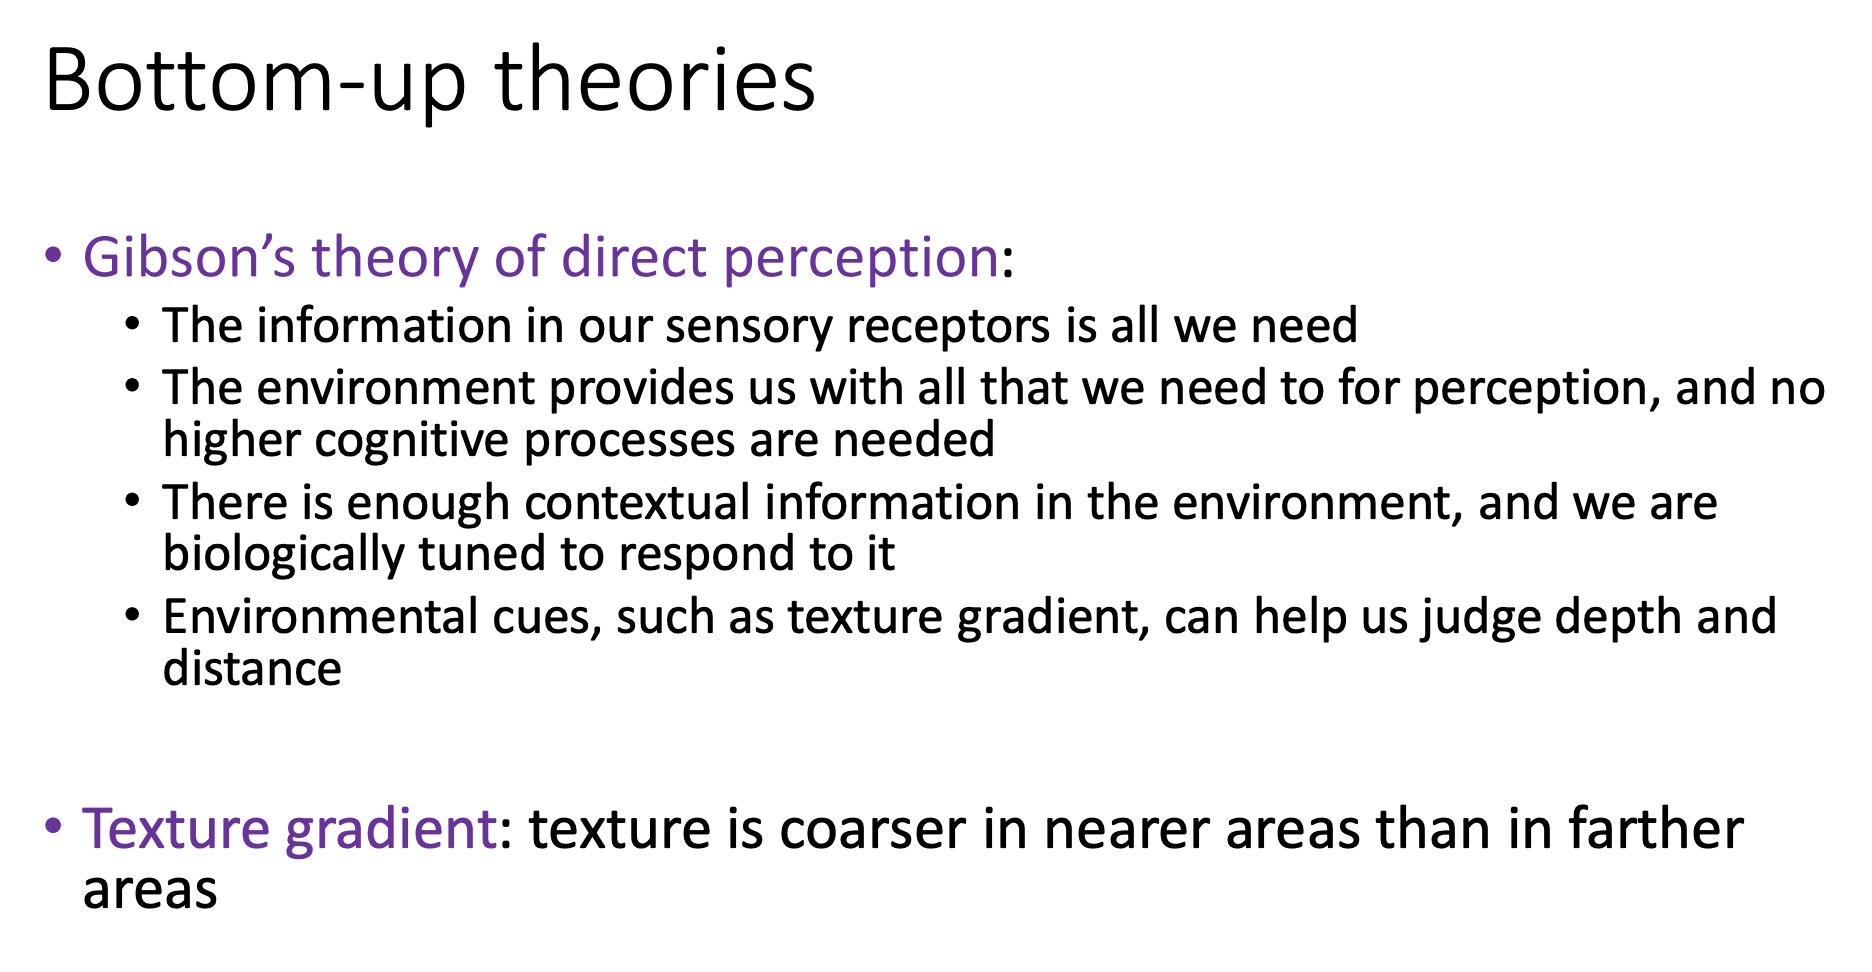 Bottom-up theories
• Gibson’s theory of direct perception:
• The information in our sensory receptors is all we need
• The environment provides us with all that we need to for perception, and no
higher cognitive processes are needed
• There is enough contextual information in the environment, and we are
biologically tuned to respond to it
• Environmental cues, such as texture gradient, can help us judge depth and
distance
• Texture gradient: texture is coarser in nearer areas than in farther
areas